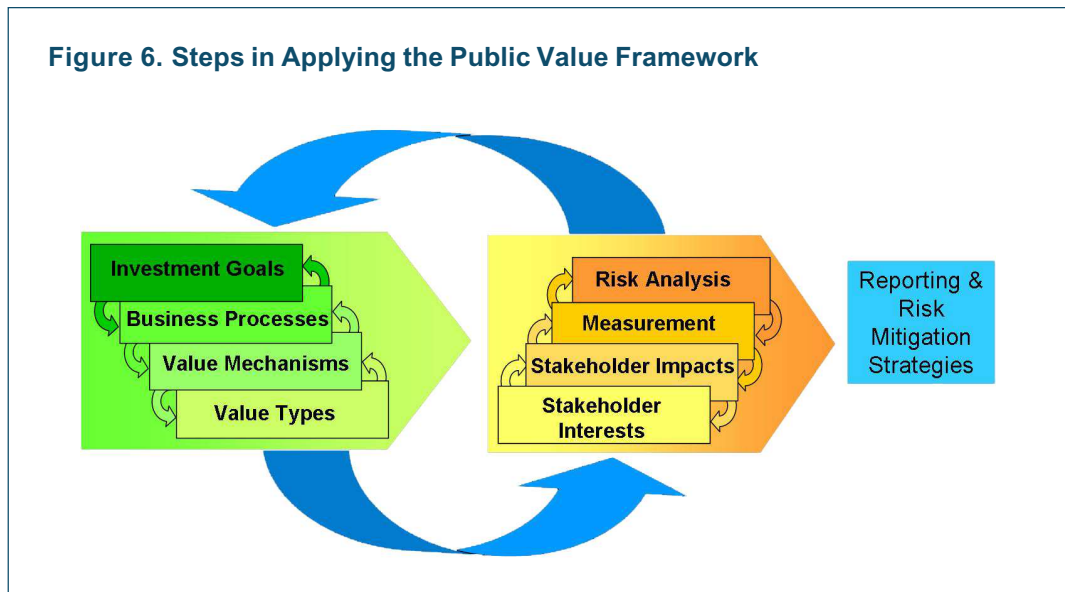 Figure 6. Steps in Applying the Public Value Framework
Investment Goals
Business Processes
Value Mechanisms
Value Types
Risk Analysis
Measurement
Stakeholder Impacts
Stakeholder
Interests
Reporting &
Risk
Mitigation
Strategies